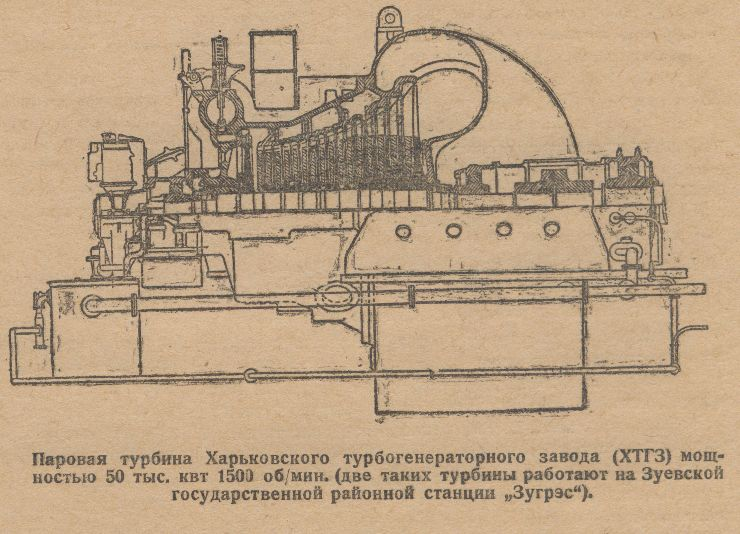 Паровая турбина Харьковского турбогенераторного завода (ХТГЗ) мощ-
ностью 50 тыс. квт 1500 об/мин. (две таких турбины работают на Зуевской
государственной районной станции „Зугрэс“).